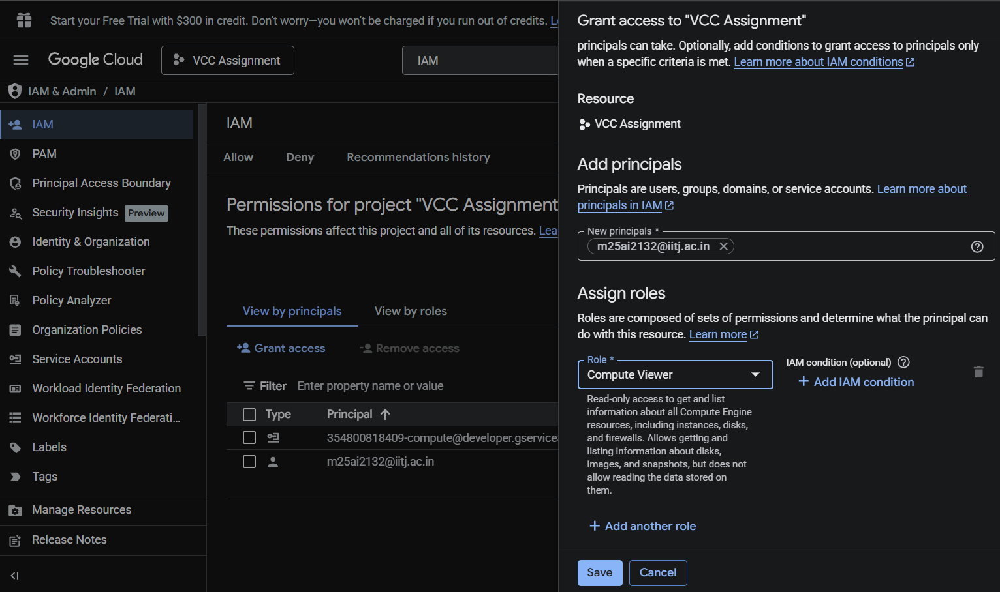 Start your Free Trial with $300 in credit. Don't worry—you won't be charged if you run out of credits.
Google Cloud
VCC Assignment
IAM
IAM & Admin / IAM
IAM
PAM
Principal Access Boundary
Security Insights Preview
Identity & Organization
Policy Troubleshooter
Policy Analyzer
Organization Policies
Service Accounts
Workload Identity Federation
Workforce Identity Federati...
Labels
Tags
Manage Resources
Release Notes
IAM
Allow Deny Recommendations history
Permissions for project "VCC Assignment
These permissions affect this project and all of its resources. Lea
View by principals View by roles
Grant access Remove access
Filter Enter property name or value
Type Principal
354800818409-compute@developer.gservice
m25ai2132@iitj.ac.in
Grant access to "VCC Assignment"
principals can take. Optionally, add conditions to grant access to principals only
when a specific criteria is met. Learn more about IAM conditions
Resource
VCC Assignment
Add principals
Principals are users, groups, domains, or service accounts. Learn more about
principals in IAM
New principals *
m25ai2132@iitj.ac.in
Assign roles
Roles are composed of sets of permissions and determine what the principal can
do with this resource. Learn more
Role *
Compute Viewer
IAM condition (optional)
Add IAM condition
Read-only access to get and list
information about all Compute Engine
resources, including instances, disks,
and firewalls. Allows getting and
listing information about disks,
images, and snapshots, but does not
allow reading the data stored on
them.
Add another role
Save Cancel